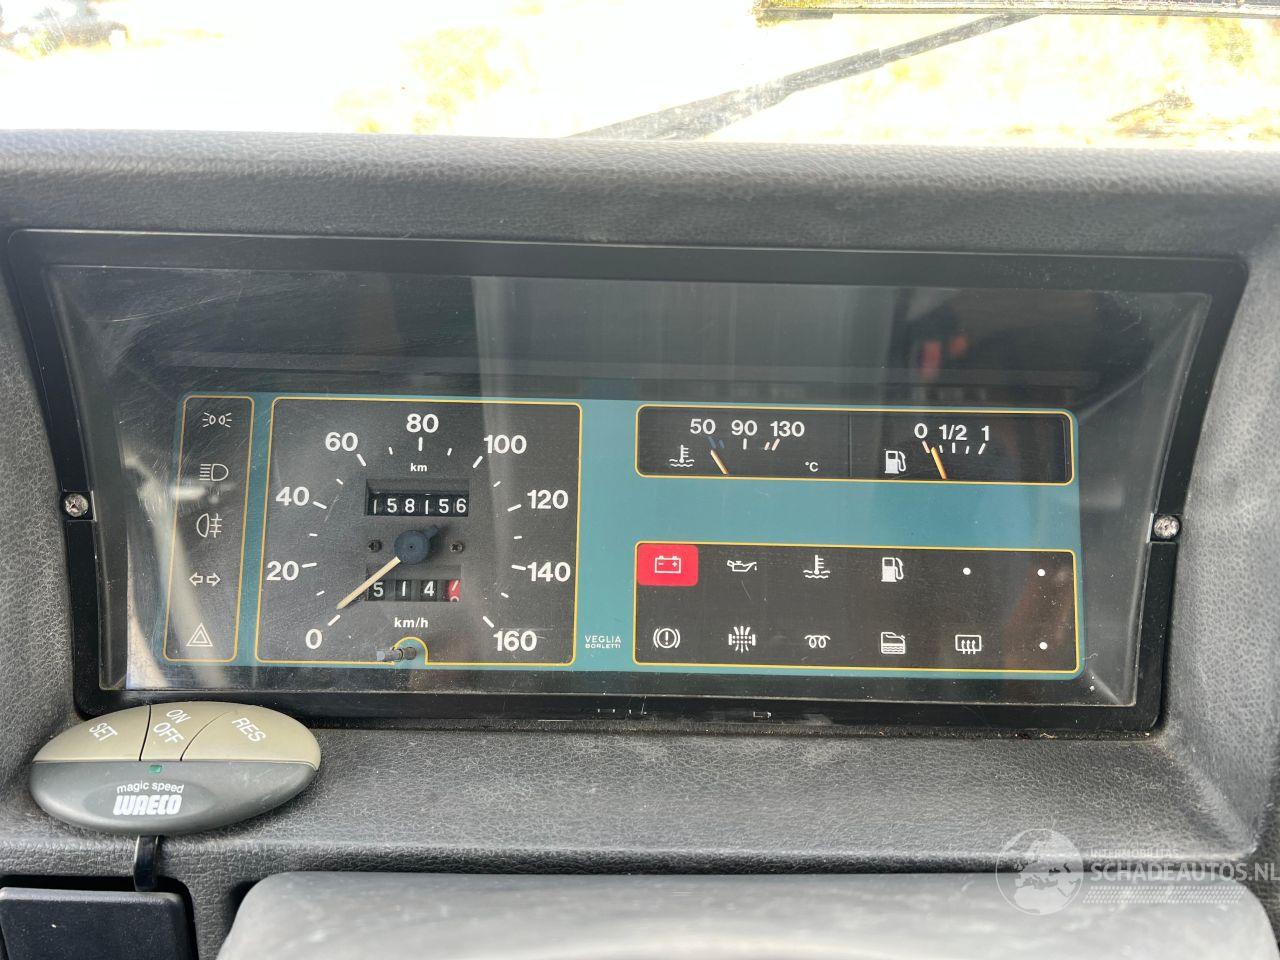 80
60
100
km
40
158156
120
20
514
140
km/h
0
160
VEGLIA
BORLETTI
50 90 130
°C
0 1/2 1
SET
ON
OFF
RES
magic speed
WAECO
SCHADEAUTOS.NL